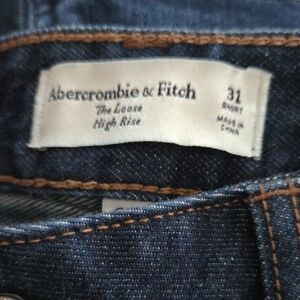 Abercrombie & Fitch
The Loose
High Rise
31
SHORT
MADE IN
CHINA